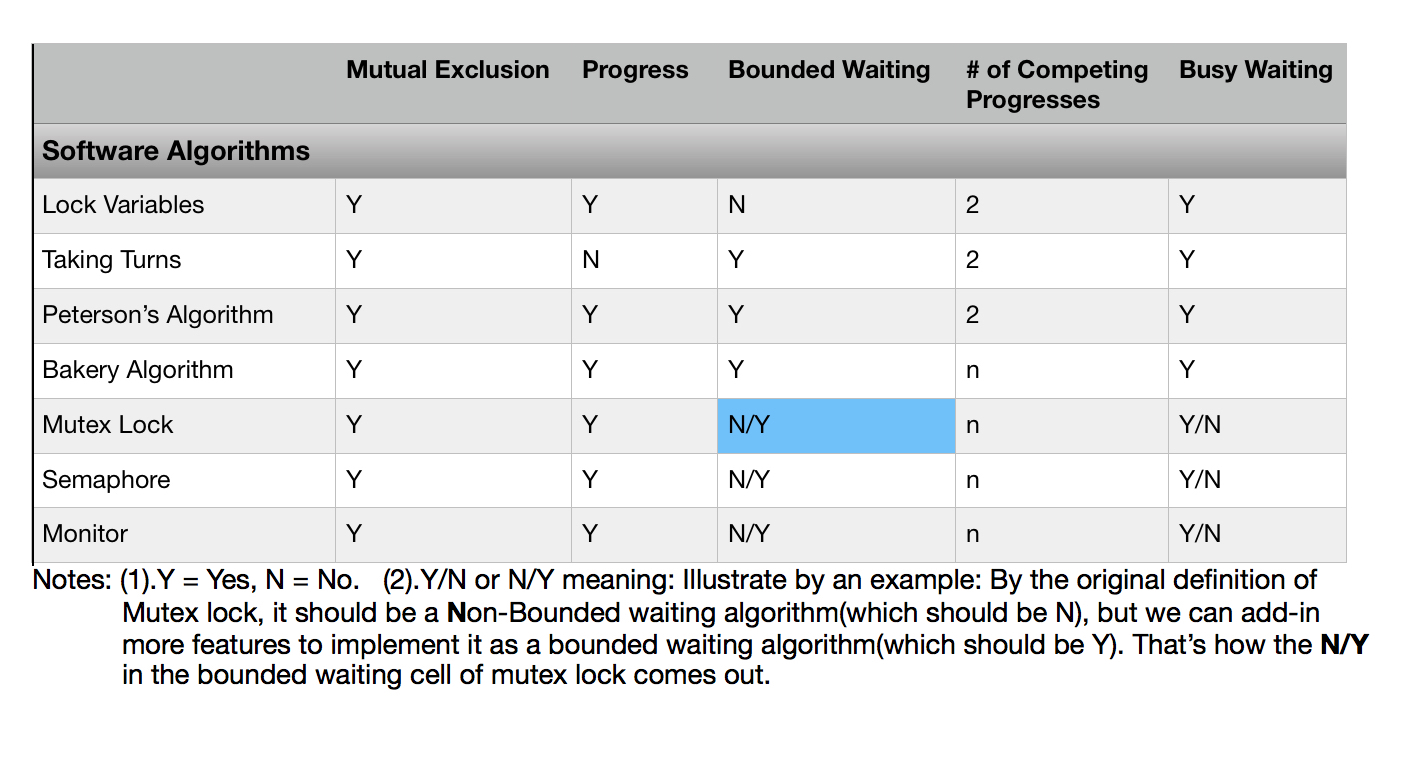 Mutual Exclusion Progress Bounded Waiting # of Competing Progresses Busy Waiting
Software Algorithms
Lock Variables Y Y N 2 Y
Taking Turns Y N Y 2 Y
Peterson’s Algorithm Y Y Y 2 Y
Bakery Algorithm Y Y Y n Y
Mutex Lock Y Y N/Y n Y/N
Semaphore Y Y N/Y n Y/N
Monitor Y Y N/Y n Y/N
Notes: (1).Y = Yes, N = No. (2).Y/N or N/Y meaning: Illustrate by an example: By the original definition of
Mutex lock, it should be a Non-Bounded waiting algorithm(which should be N), but we can add-in
more features to implement it as a bounded waiting algorithm(which should be Y). That’s how the N/Y
in the bounded waiting cell of mutex lock comes out.